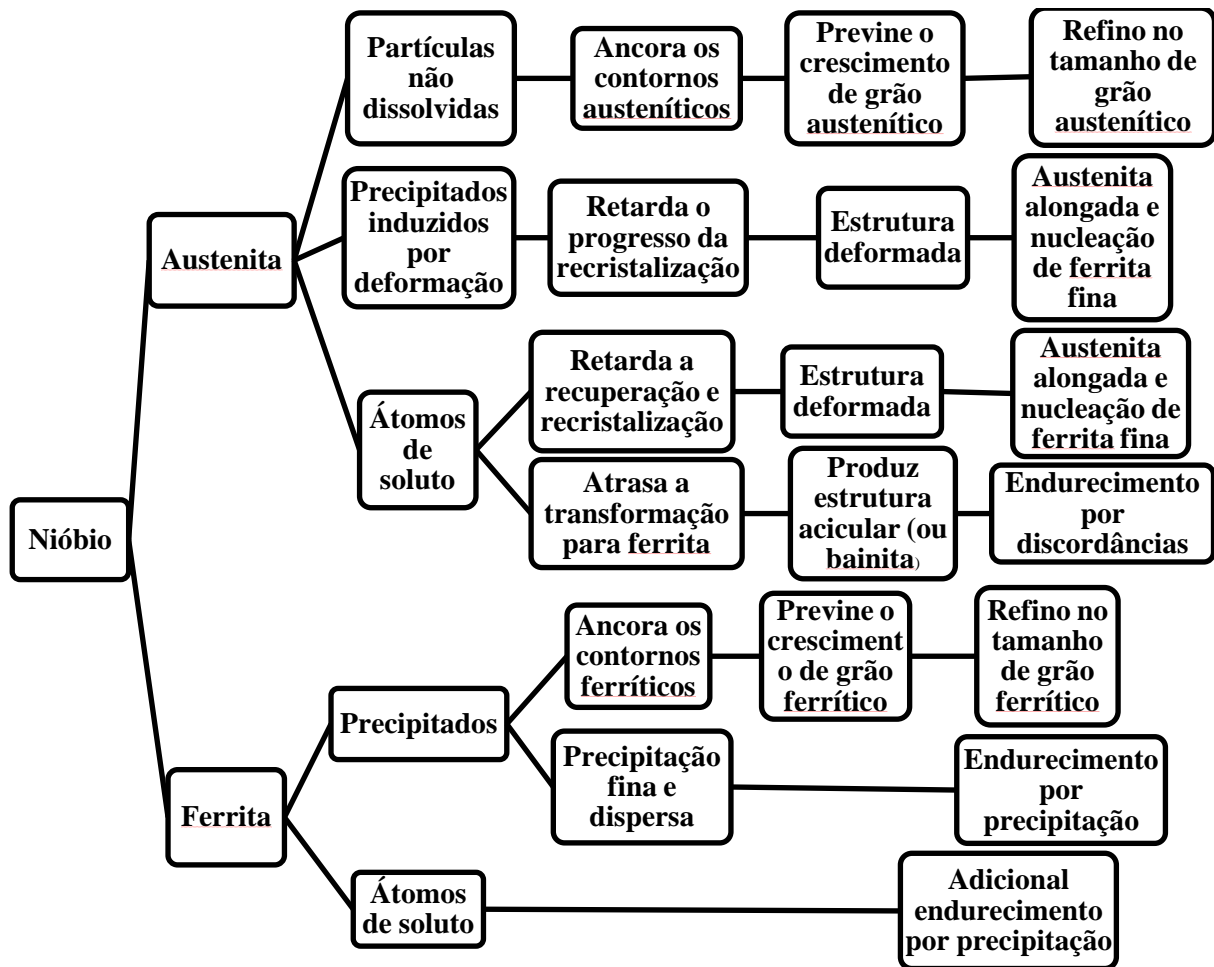 Nióbio
Austenita
Partículas
não
dissolvidas
Ancora os
contornos
austeníticos
Previne o
crescimento
de grão
austenítico
Refino no
tamanho de
grão
austenítico
Precipitados
induzidos
por
deformação
Retarda o
progresso da
recristalização
Estrutura
deformada
Austenita
alongada e
nucleação
de ferrita
fina
Átomos
de
soluto
Retarda a
recuperação e
recristalização
Estrutura
deformada
Austenita
alongada e
nucleação de
ferrita fina
Atrasa a
transformação
para ferrita
Produz
estrutura
acicular (ou
bainita)
Endurecimento
por
discordâncias
Ferrita
Precipitados
Ancora os
contornos
ferríticos
Previne o
cresciment
o de grão
ferrítico
Refino no
tamanho
de grão
ferrítico
Precipitação
fina e
dispersa
Endurecimento
por
precipitação
Átomos
de soluto
Adicional
endurecimento
por precipitação